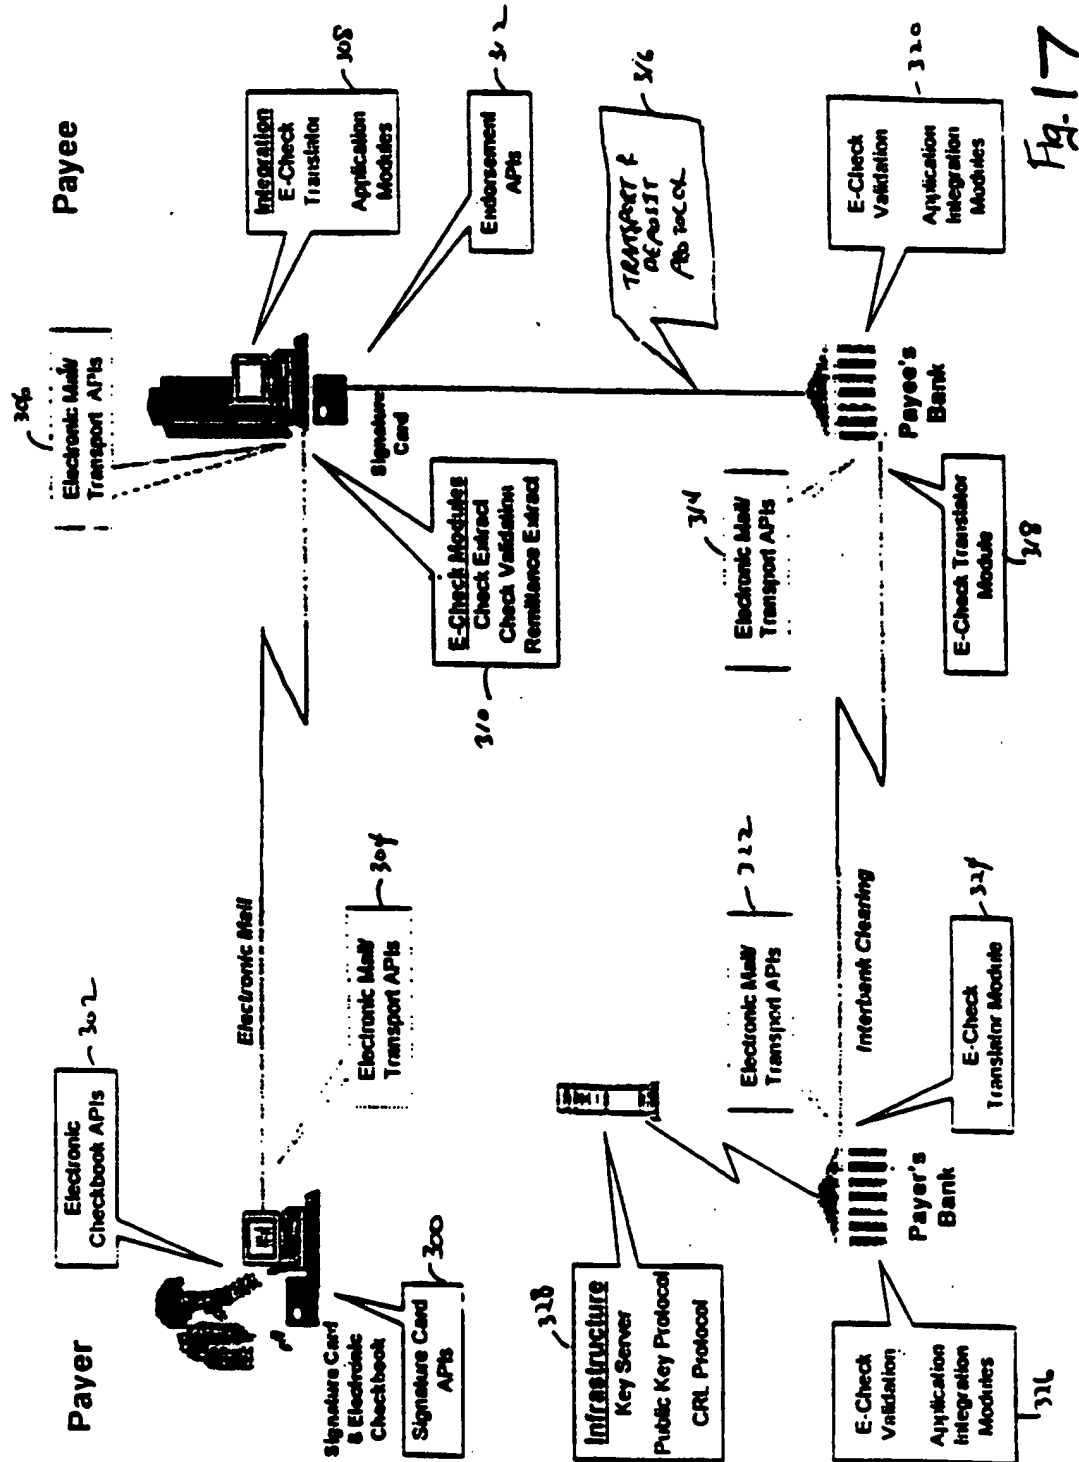 Payer
Payee
302
Electronic
Checkbook APIs
Signature Card
& Electronic
Checkbook
Signature Card
APIs
300
Electronic Mail
Electronic Mail/
Transport APIs
304
306
Electronic Mail/
Transport APIs
Integration
E-Check
Translator
Application
Modules
308
Signature
Card
E-Check Modules
Check Extract
Check Validation
Remittance Extract
310
Endorsement
APIs
312
TRANSPORT &
DEPOSIT
PROTOCOL
316
328
Infrastructure
Key Server
Public Key Protocol
CRL Protocol
Electronic Mail/
Transport APIs
322
Electronic Mail/
Transport APIs
314
Payer's
Bank
Interbank Clearing
Payee's
Bank
E-Check
Validation
Application
Integration
Modules
326
E-Check
Translator Module
324
E-Check Translator
Module
318
E-Check
Validation
Application
Integration
Modules
320
Fig. 17